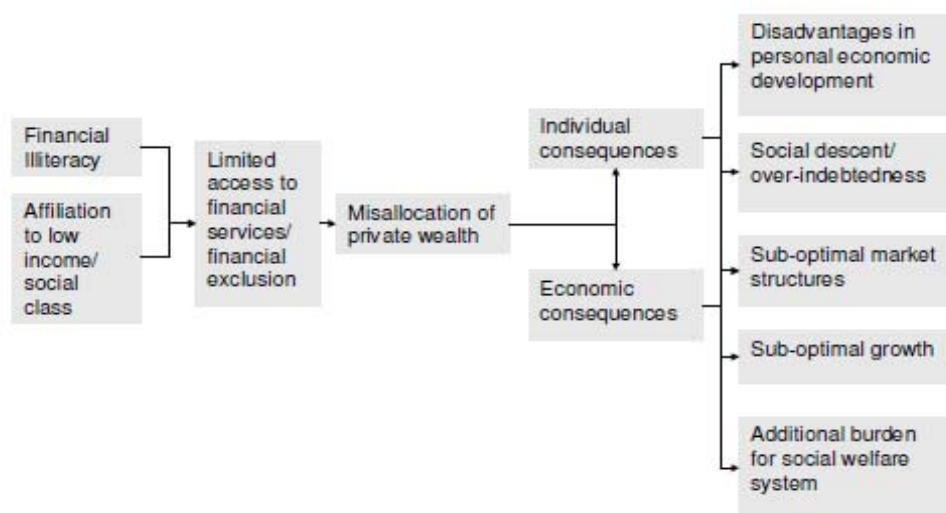 Financial
Illiteracy
Affiliation
to low
income/
social
class
Limited
access to
financial
services/
financial
exclusion
Misallocation of
private wealth
Individual
consequences
Economic
consequences
Disadvantages in
personal economic
development
Social descent/
over-indebtedness
Sub-optimal market
structures
Sub-optimal growth
Additional burden
for social welfare
system